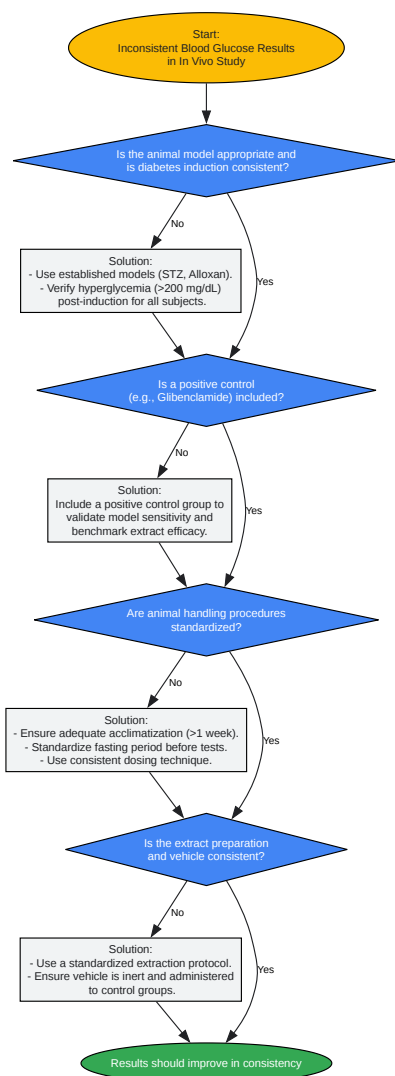 Start:
Inconsistent Blood Glucose Results
in In Vivo Study
Is the animal model appropriate and
is diabetes induction consistent?
No
Yes
Solution:
- Use established models (STZ, Alloxan).
- Verify hyperglycemia (>200 mg/dL)
post-induction for all subjects.
Is a positive control
(e.g., Glibenclamide) included?
No
Yes
Solution:
Include a positive control group to
validate model sensitivity and
benchmark extract efficacy.
Are animal handling procedures
standardized?
No
Yes
Solution:
- Ensure adequate acclimatization (>1 week).
- Standardize fasting period before tests.
- Use consistent dosing technique.
Is the extract preparation
and vehicle consistent?
No
Yes
Solution:
- Use a standardized extraction protocol.
- Ensure vehicle is inert and administered
to control groups.
Results should improve in consistency